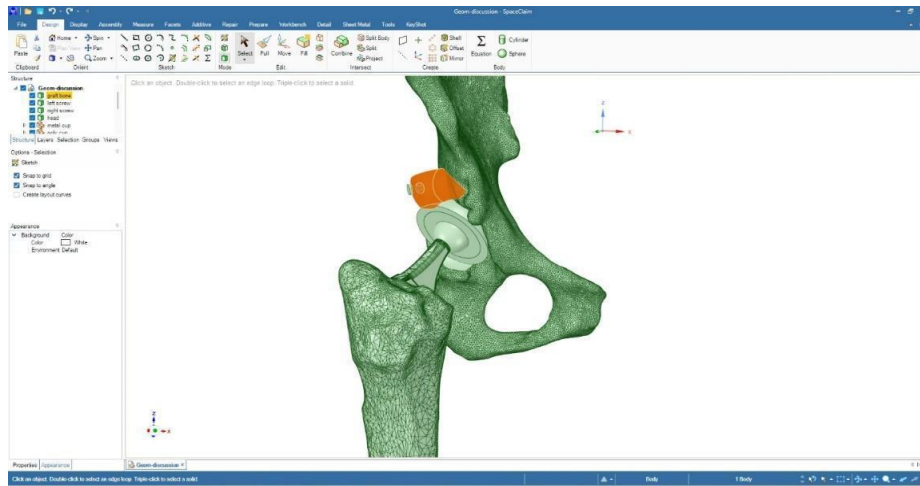 Geom-discussion - SpaceClaim
File Design Display Assembly Measure Facets Additive Repair Prepare Workbench Detail Sheet Metal Tools KeyShot
Home Spin
Plan View Pan
Zoom
Paste
Select Pull Move Fill
Combine
Split Body
Split
Project
Shell
Offset
Mirror
Equation
Cylinder
Sphere
Clipboard Orient Sketch Mode Edit Intersect Create Body
Structure
Geom-discussion
graft bone
left screw
right screw
head
metal cup
Structure Layers Selection Groups Views
Options - Selection
Sketch
Snap to grid
Snap to angle
Create layout curves
Appearance
Background Color
Color White
Environment Default
Properties Appearance
Click an object. Double-click to select an edge loop. Triple-click to select a solid.
Z
X
Z
X
Geom-discussion
Click an object. Double-click to select an edge loop. Triple-click to select a solid.
Body
1 Body